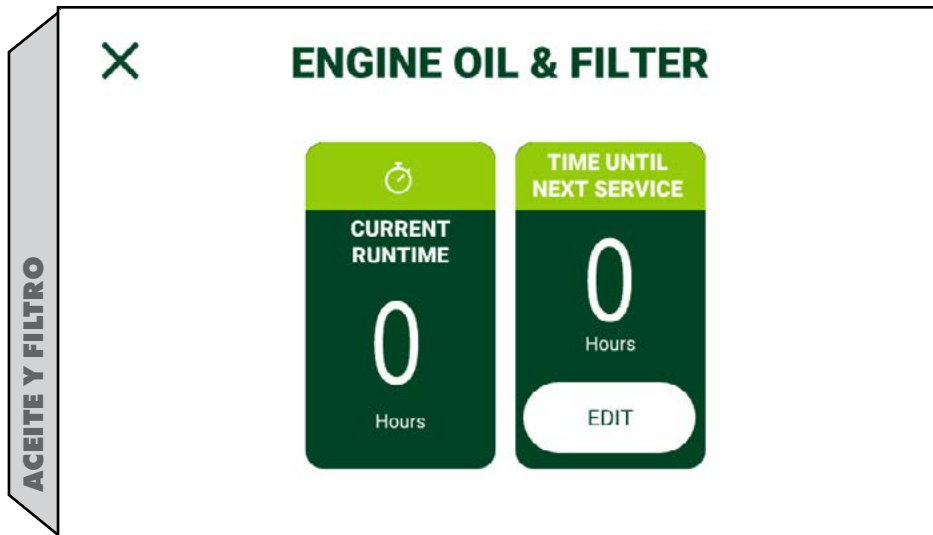 ACEITE Y FILTRO
ENGINE OIL & FILTER
CURRENT
RUNTIME
0
Hours
TIME UNTIL
NEXT SERVICE
0
Hours
EDIT